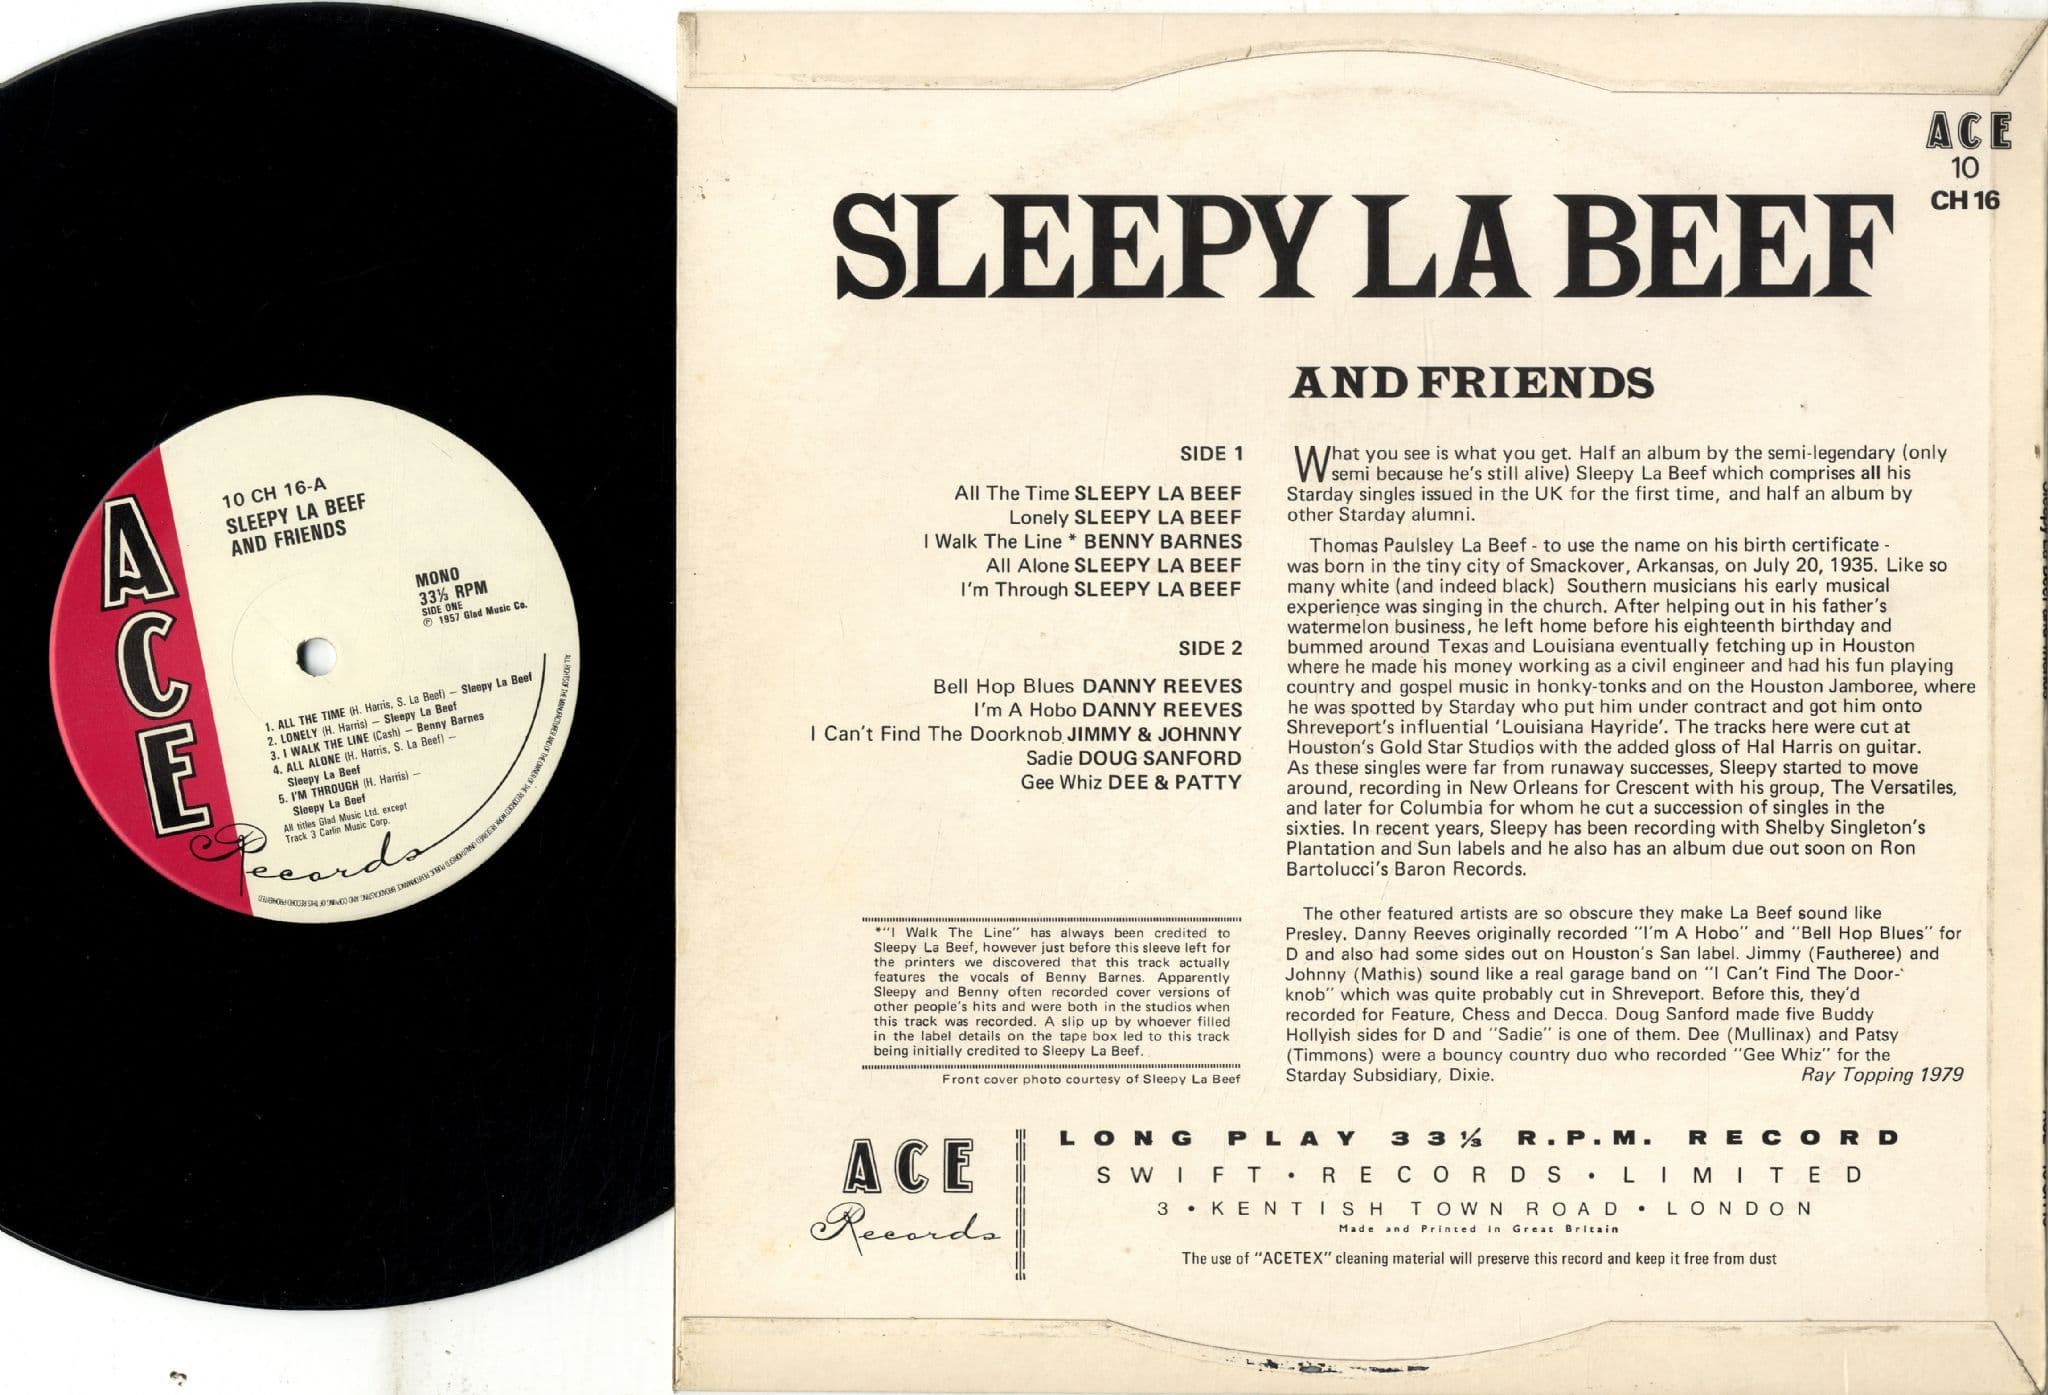 ACE
Records
10 CH 16-A
SLEEPY LA BEEF
AND FRIENDS
MONO
33⅓ RPM
SIDE ONE
℗ 1957 Glad Music Co.
1. ALL THE TIME (H. Harris, S. La Beef) – Sleepy La Beef
2. LONELY (H. Harris) – Sleepy La Beef
3. I WALK THE LINE (Cash) – Benny Barnes
4. ALL ALONE (H. Harris, S. La Beef) –
Sleepy La Beef
5. I'M THROUGH (H. Harris) –
Sleepy La Beef
All titles Glad Music Ltd. except
Track 3 Carlin Music Corp.
ALL RIGHTS OF THE MANUFACTURER AND OF THE OWNER OF THE RECORDED WORK RESERVED. UNAUTHORISED PUBLIC PERFORMANCE, BROADCASTING AND COPYING OF THIS RECORD PROHIBITED
ACE
10
CH 16
SLEEPY LA BEEF
AND FRIENDS
SIDE 1
All The Time SLEEPY LA BEEF
Lonely SLEEPY LA BEEF
I Walk The Line * BENNY BARNES
All Alone SLEEPY LA BEEF
I'm Through SLEEPY LA BEEF
SIDE 2
Bell Hop Blues DANNY REEVES
I'm A Hobo DANNY REEVES
I Can't Find The Doorknob JIMMY & JOHNNY
Sadie DOUG SANFORD
Gee Whiz DEE & PATTY
*"I Walk The Line" has always been credited to
Sleepy La Beef, however just before this sleeve left for
the printers we discovered that this track actually
features the vocals of Benny Barnes. Apparently
Sleepy and Benny often recorded cover versions of
other people's hits and were both in the studios when
this track was recorded. A slip up by whoever filled
in the label details on the tape box led to this track
being initially credited to Sleepy La Beef.
Front cover photo courtesy of Sleepy La Beef
What you see is what you get. Half an album by the semi-legendary (only
semi because he's still alive) Sleepy La Beef which comprises all his
Starday singles issued in the UK for the first time, and half an album by
other Starday alumni.
Thomas Paulsley La Beef - to use the name on his birth certificate -
was born in the tiny city of Smackover, Arkansas, on July 20, 1935. Like so
many white (and indeed black) Southern musicians his early musical
experience was singing in the church. After helping out in his father's
watermelon business, he left home before his eighteenth birthday and
bummed around Texas and Louisiana eventually fetching up in Houston
where he made his money working as a civil engineer and had his fun playing
country and gospel music in honky-tonks and on the Houston Jamboree, where
he was spotted by Starday who put him under contract and got him onto
Shreveport's influential 'Louisiana Hayride'. The tracks here were cut at
Houston's Gold Star Studios with the added gloss of Hal Harris on guitar.
As these singles were far from runaway successes, Sleepy started to move
around, recording in New Orleans for Crescent with his group, The Versatiles,
and later for Columbia for whom he cut a succession of singles in the
sixties. In recent years, Sleepy has been recording with Shelby Singleton's
Plantation and Sun labels and he also has an album due out soon on Ron
Bartolucci's Baron Records.
The other featured artists are so obscure they make La Beef sound like
Presley. Danny Reeves originally recorded "I'm A Hobo" and "Bell Hop Blues" for
D and also had some sides out on Houston's San label. Jimmy (Fautheree) and
Johnny (Mathis) sound like a real garage band on "I Can't Find The Door-
knob" which was quite probably cut in Shreveport. Before this, they'd
recorded for Feature, Chess and Decca. Doug Sanford made five Buddy
Hollyish sides for D and "Sadie" is one of them. Dee (Mullinax) and Patsy
(Timmons) were a bouncy country duo who recorded "Gee Whiz" for the
Starday Subsidiary, Dixie.
Ray Topping 1979
ACE
Records
LONG PLAY 33⅓ R.P.M. RECORD
SWIFT • RECORDS • LIMITED
3 • KENTISH TOWN ROAD • LONDON
Made and Printed in Great Britain
The use of "ACETEX" cleaning material will preserve this record and keep it free from dust